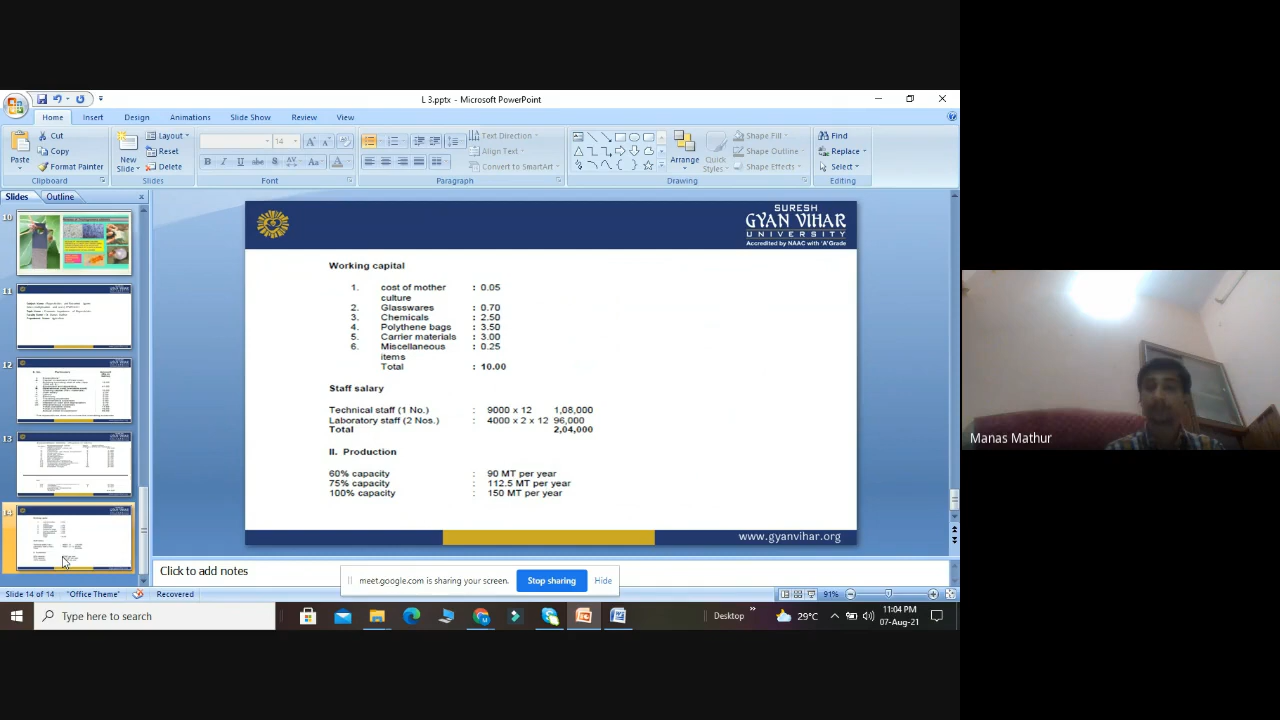 L 3.pptx - Microsoft PowerPoint
Home Insert Design Animations Slide Show Review View
Cut Layout Text Direction Shape Fill Find
Paste Copy New Slide Reset Align Text Arrange Quick Styles Shape Outline Replace
Format Painter Delete Convert to SmartArt Shape Effects Select
Clipboard Slides Font Paragraph Drawing Editing
14
Slides Outline
10
11
12
13
14
SURESH
GYAN VIHAR
UNIVERSITY
Accredited by NAAC with 'A' Grade
Working capital
1. cost of mother culture : 0.05
2. Glasswares : 0.70
3. Chemicals : 2.50
4. Polythene bags : 3.50
5. Carrier materials : 3.00
6. Miscellaneous items : 0.25
Total : 10.00
Staff salary
Technical staff (1 No.) : 9000 x 12 1,08,000
Laboratory staff (2 Nos.) : 4000 x 2 x 12 96,000
Total 2,04,000
II. Production
60% capacity : 90 MT per year
75% capacity : 112.5 MT per year
100% capacity : 150 MT per year
www.gyanvihar.org
Click to add notes
meet.google.com is sharing your screen. Stop sharing Hide
Slide 14 of 14 "Office Theme" Recovered 91%
Type here to search
Desktop
29°C
11:04 PM
07-Aug-21
Manas Mathur